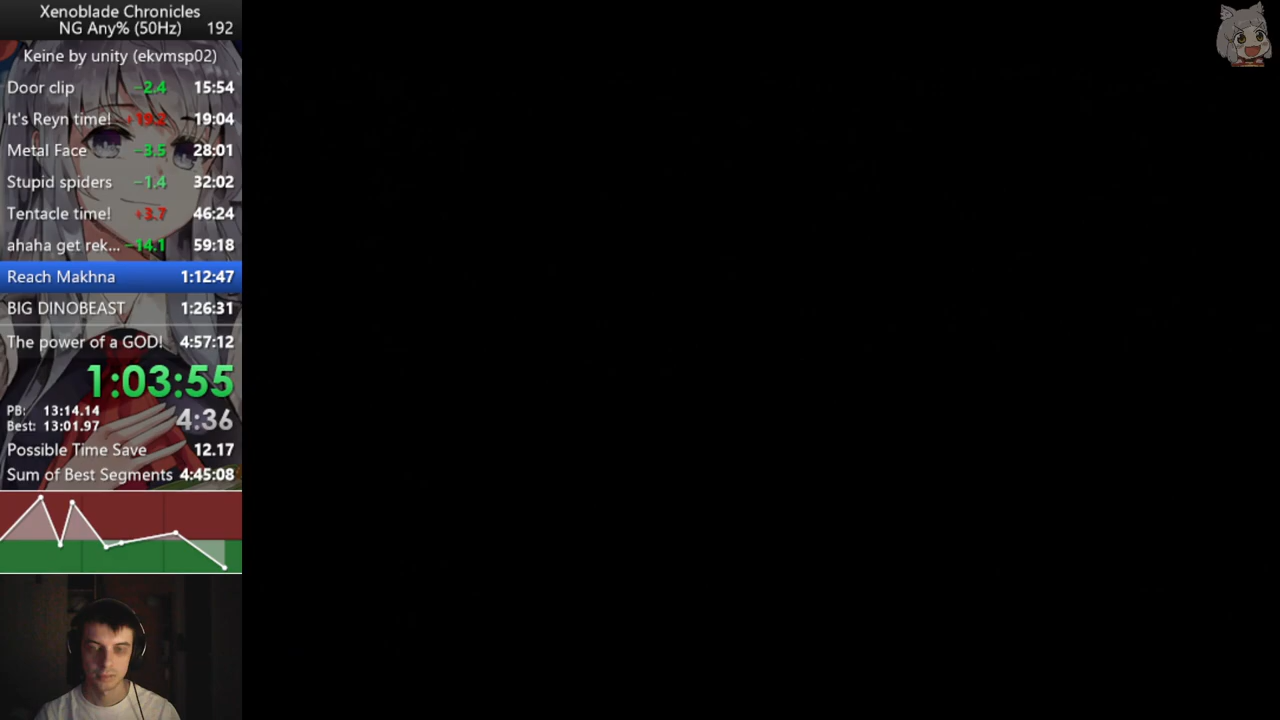 Xenoblade Chronicles
NG Any% (50Hz) 192
Keine by unity (ekvmsp02)
Door clip −2.4 15:54
It's Reyn time! +19.2 19:04
Metal Face −3.5 28:01
Stupid spiders −1.4 32:02
Tentacle time! +3.7 46:24
ahaha get rek... −14.1 59:18
Reach Makhna 1:12:47
BIG DINOBEAST 1:26:31
The power of a GOD! 4:57:12
1:03:55
PB: 13:14.14 4:36
Best: 13:01.97
Possible Time Save 12.17
Sum of Best Segments 4:45:08